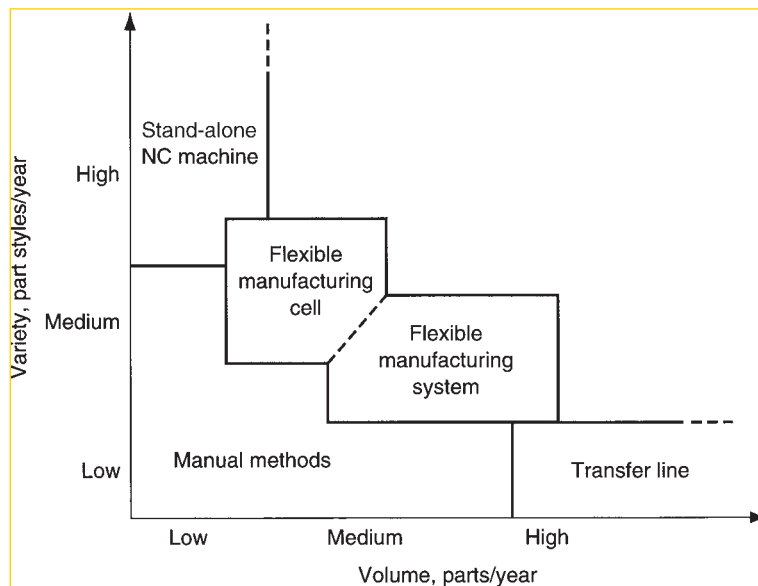 Stand-alone
NC machine
High
Flexible
manufacturing
cell
Variety, part styles/year
Medium
Flexible
manufacturing
system
Manual methods
Transfer line
Low
Low
Medium
High
Volume, parts/year